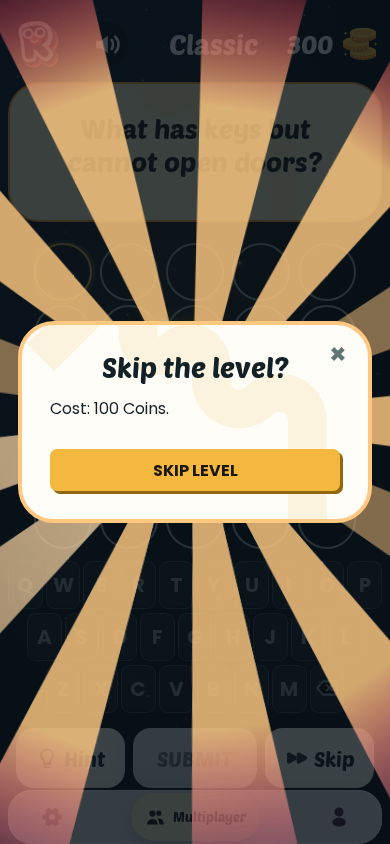 Classic
300
What has keys but
cannot open doors?
Skip the level?
Cost: 100 Coins.
SKIP LEVEL
Q W E R T Y U I O P
A S D F G H J K L
Z X C V B N M
Hint
SUBMIT
Skip
Multiplayer